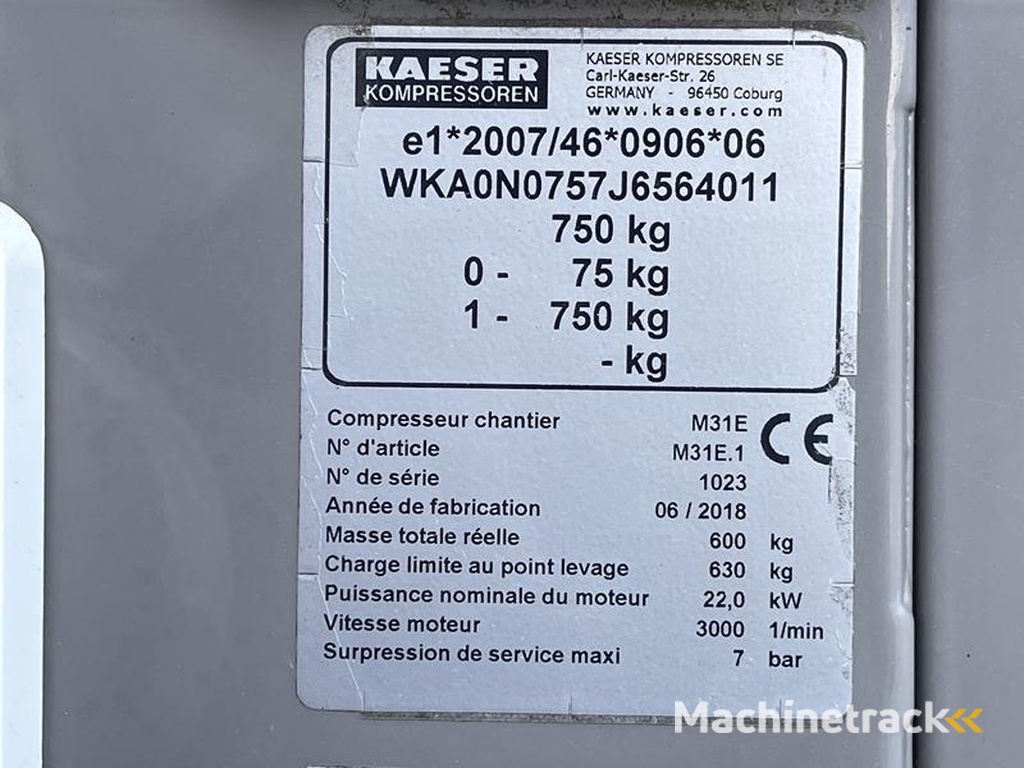 KAESER
KOMPRESSOREN
KAESER KOMPRESSOREN SE
Carl-Kaeser-Str. 26
GERMANY - 96450 Coburg
www.kaeser.com
e1*2007/46*0906*06
WKA0N0757J6564011
750 kg
0 - 75 kg
1 - 750 kg
- kg
Compresseur chantier M31E
CE
N° d'article M31E.1
N° de série 1023
Année de fabrication 06 / 2018
Masse totale réelle 600 kg
Charge limite au point levage 630 kg
Puissance nominale du moteur 22,0 kW
Vitesse moteur 3000 1/min
Surpression de service maxi 7 bar
Machinetrack